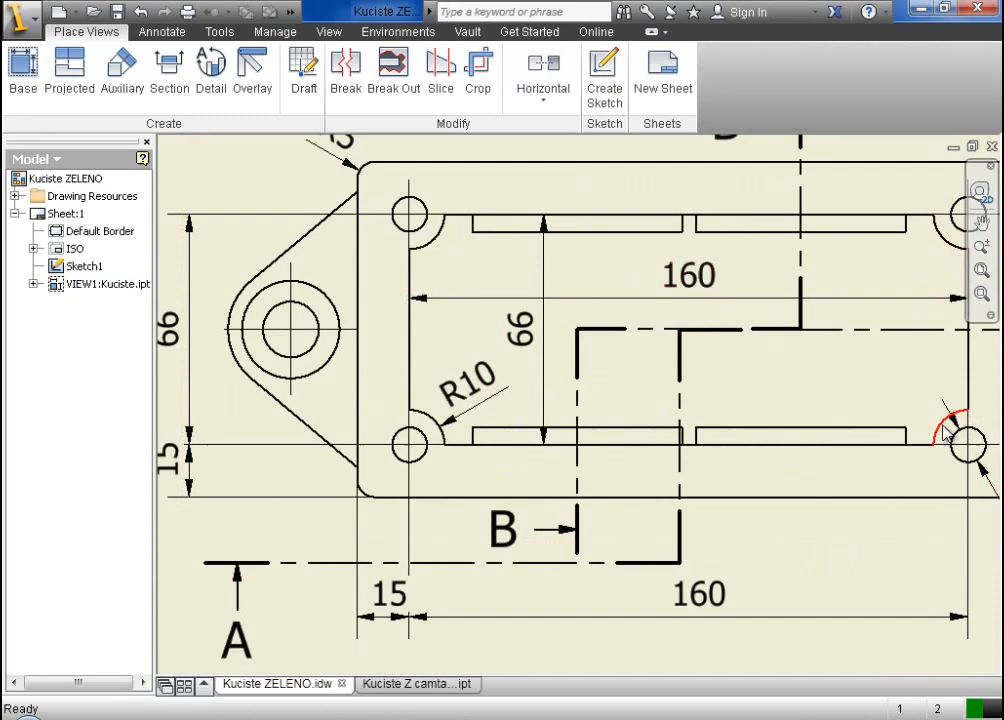 Kuciste ZE...
Type a keyword or phrase
Sign In
Place Views
Annotate
Tools
Manage
View
Environments
Vault
Get Started
Online
Base
Projected
Auxiliary
Section
Detail
Overlay
Draft
Break
Break Out
Slice
Crop
Horizontal
Create
Sketch
New Sheet
Create
Modify
Sketch
Sheets
Model
Kuciste ZELENO
Drawing Resources
Sheet:1
Default Border
ISO
Sketch1
VIEW1:Kuciste.ipt
2D
160
66
66
R10
15
B
15
160
A
Kuciste ZELENO.idw
Kuciste Z camta...ipt
Ready
1
2